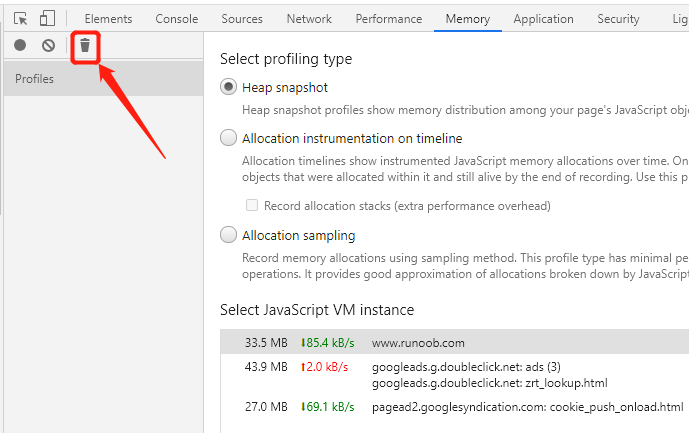 Elements Console Sources Network Performance Memory Application Security
Profiles
Select profiling type
Heap snapshot
Heap snapshot profiles show memory distribution among your page's JavaScript obj
Allocation instrumentation on timeline
Allocation timelines show instrumented JavaScript memory allocations over time. On
objects that were allocated within it and still alive by the end of recording. Use this p
Record allocation stacks (extra performance overhead)
Allocation sampling
Record memory allocations using sampling method. This profile type has minimal pe
operations. It provides good approximation of allocations broken down by JavaScript
Select JavaScript VM instance
33.5 MB ⬇85.4 kB/s www.runoob.com
43.9 MB ⬆2.0 kB/s googleads.g.doubleclick.net: ads (3)
googleads.g.doubleclick.net: zrt_lookup.html
27.0 MB ⬇69.1 kB/s pagead2.googlesyndication.com: cookie_push_onload.html